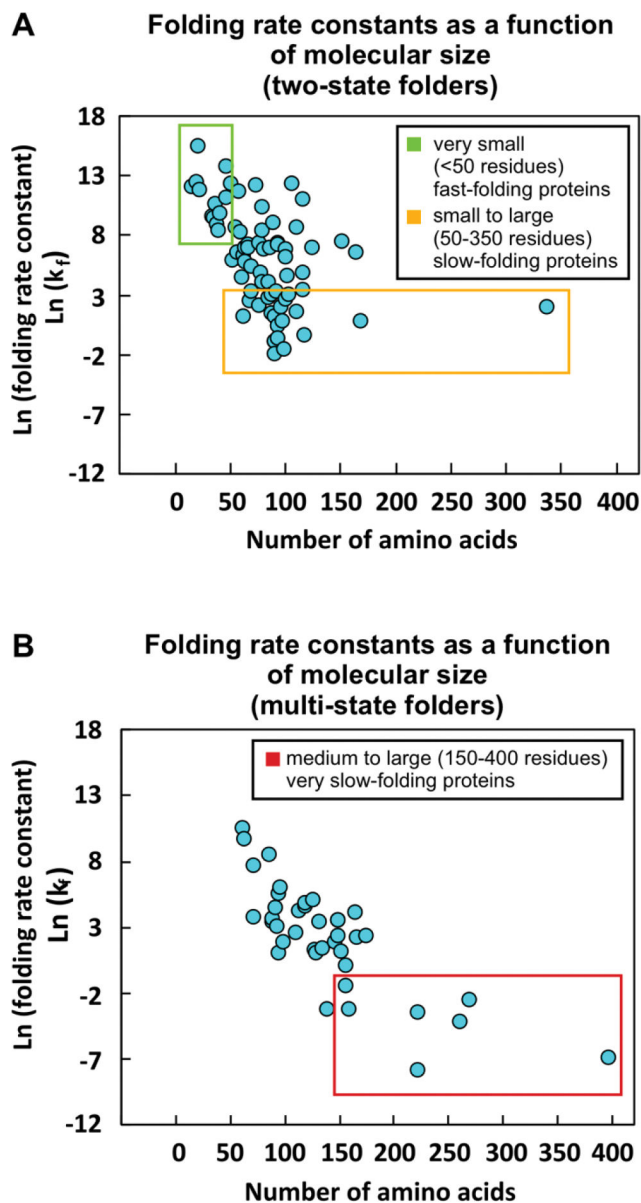 A
Folding rate constants as a function
of molecular size
(two-state folders)
Ln (folding rate constant)
Ln (kf)
18
13
8
3
-2
-7
-12
very small
(<50 residues)
fast-folding proteins
small to large
(50-350 residues)
slow-folding proteins
0 50 100 150 200 250 300 350 400
Number of amino acids
B
Folding rate constants as a function
of molecular size
(multi-state folders)
Ln (folding rate constant)
Ln (kf)
18
13
8
3
-2
-7
-12
medium to large (150-400 residues)
very slow-folding proteins
0 50 100 150 200 250 300 350 400
Number of amino acids